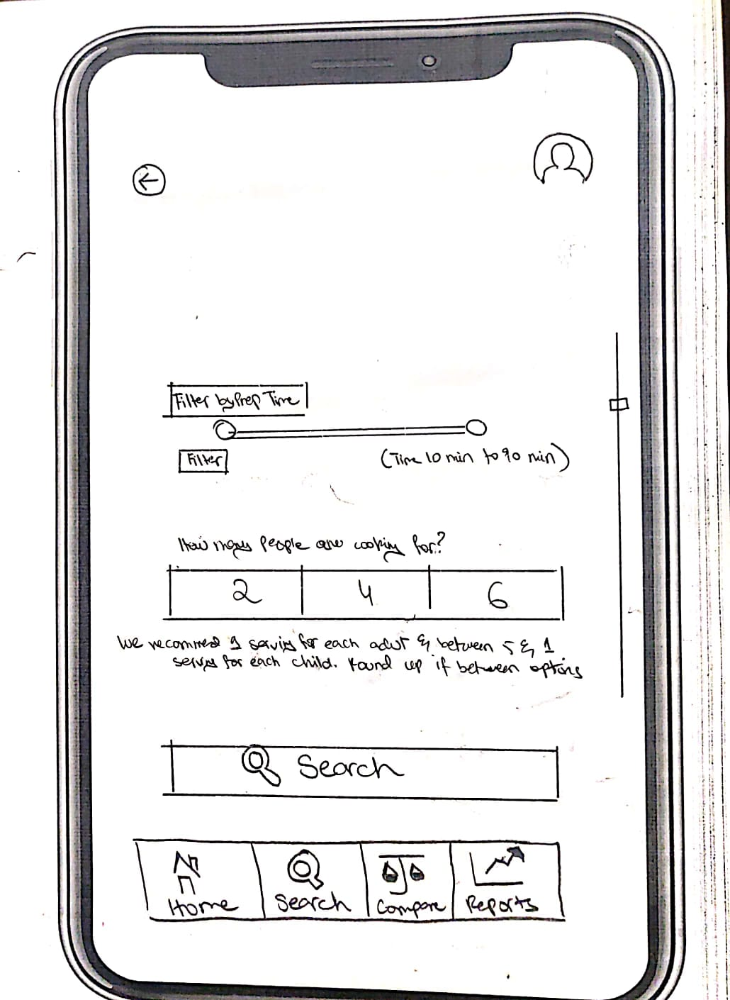 Filter by Prep Time
Filter
(Time 10 min to 90 min)
How many people are cooking for?
2 4 6
We recommed 1 serving for each adult & between 5 & 1
servings for each child. round up if between options
Search
Home Search Compare Reports